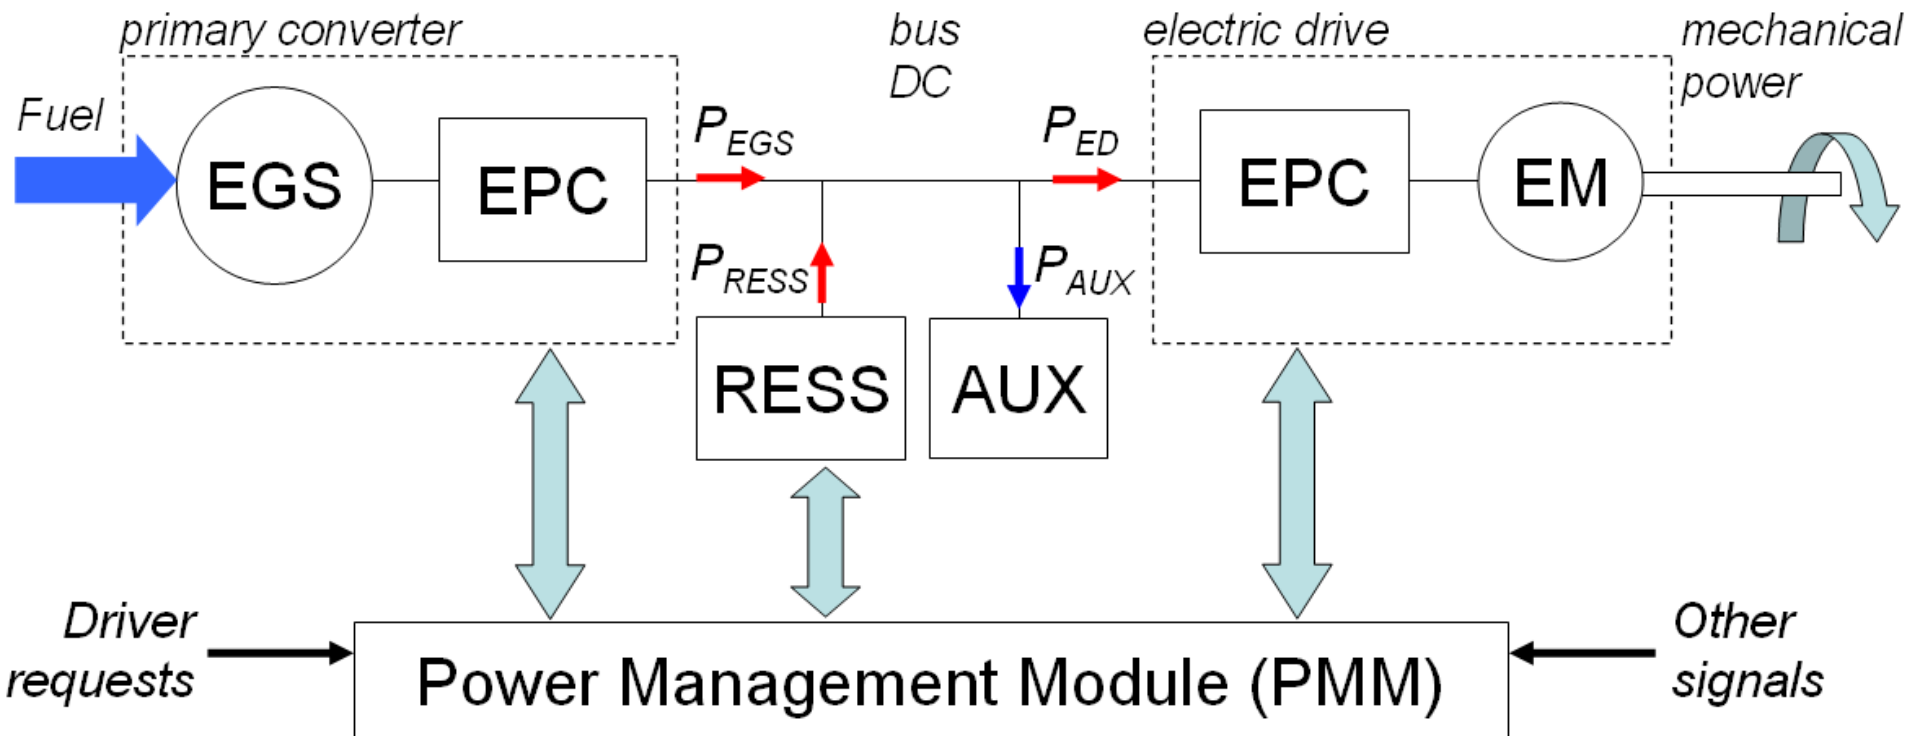 primary converter
bus
DC
electric drive
mechanical
power
Fuel
EGS
EPC
P_EGS
P_ED
EPC
EM
P_RESS
P_AUX
RESS
AUX
Driver
requests
Power Management Module (PMM)
Other
signals